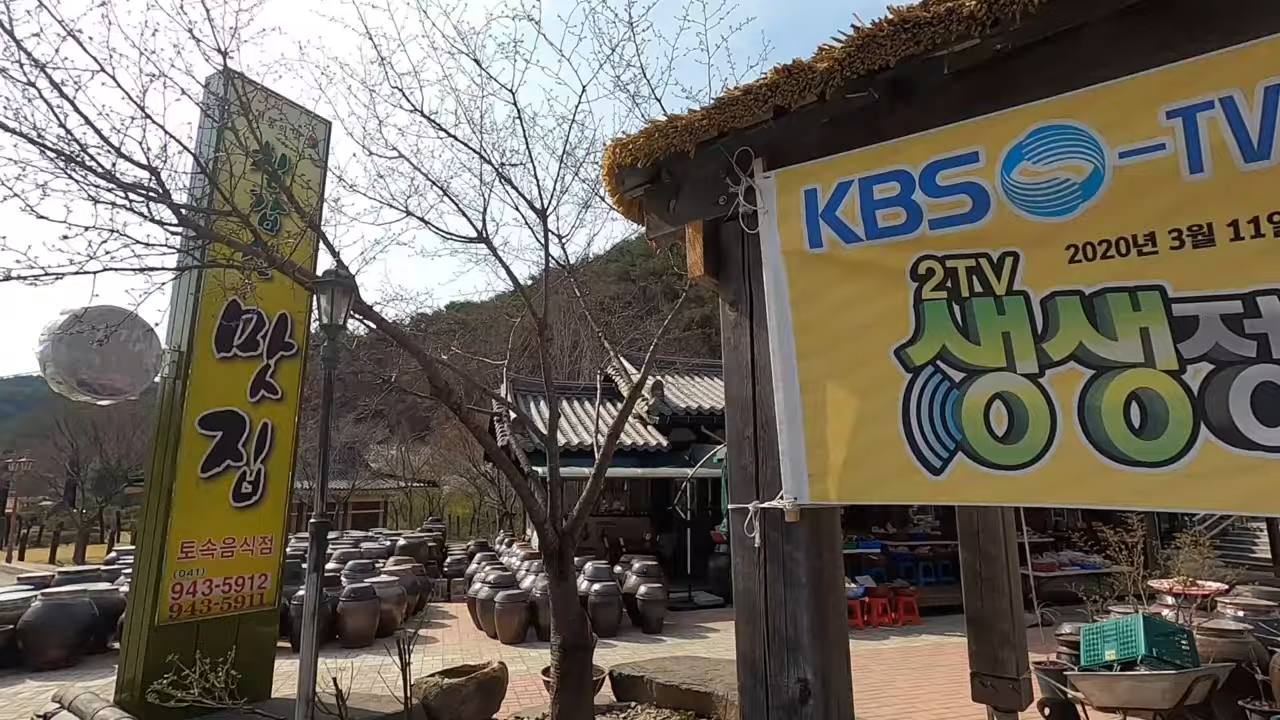 맛집
토속음식점
(041)
943-5912
943-5911
KBS-TV
2020년 3월 11일
2TV
생생정